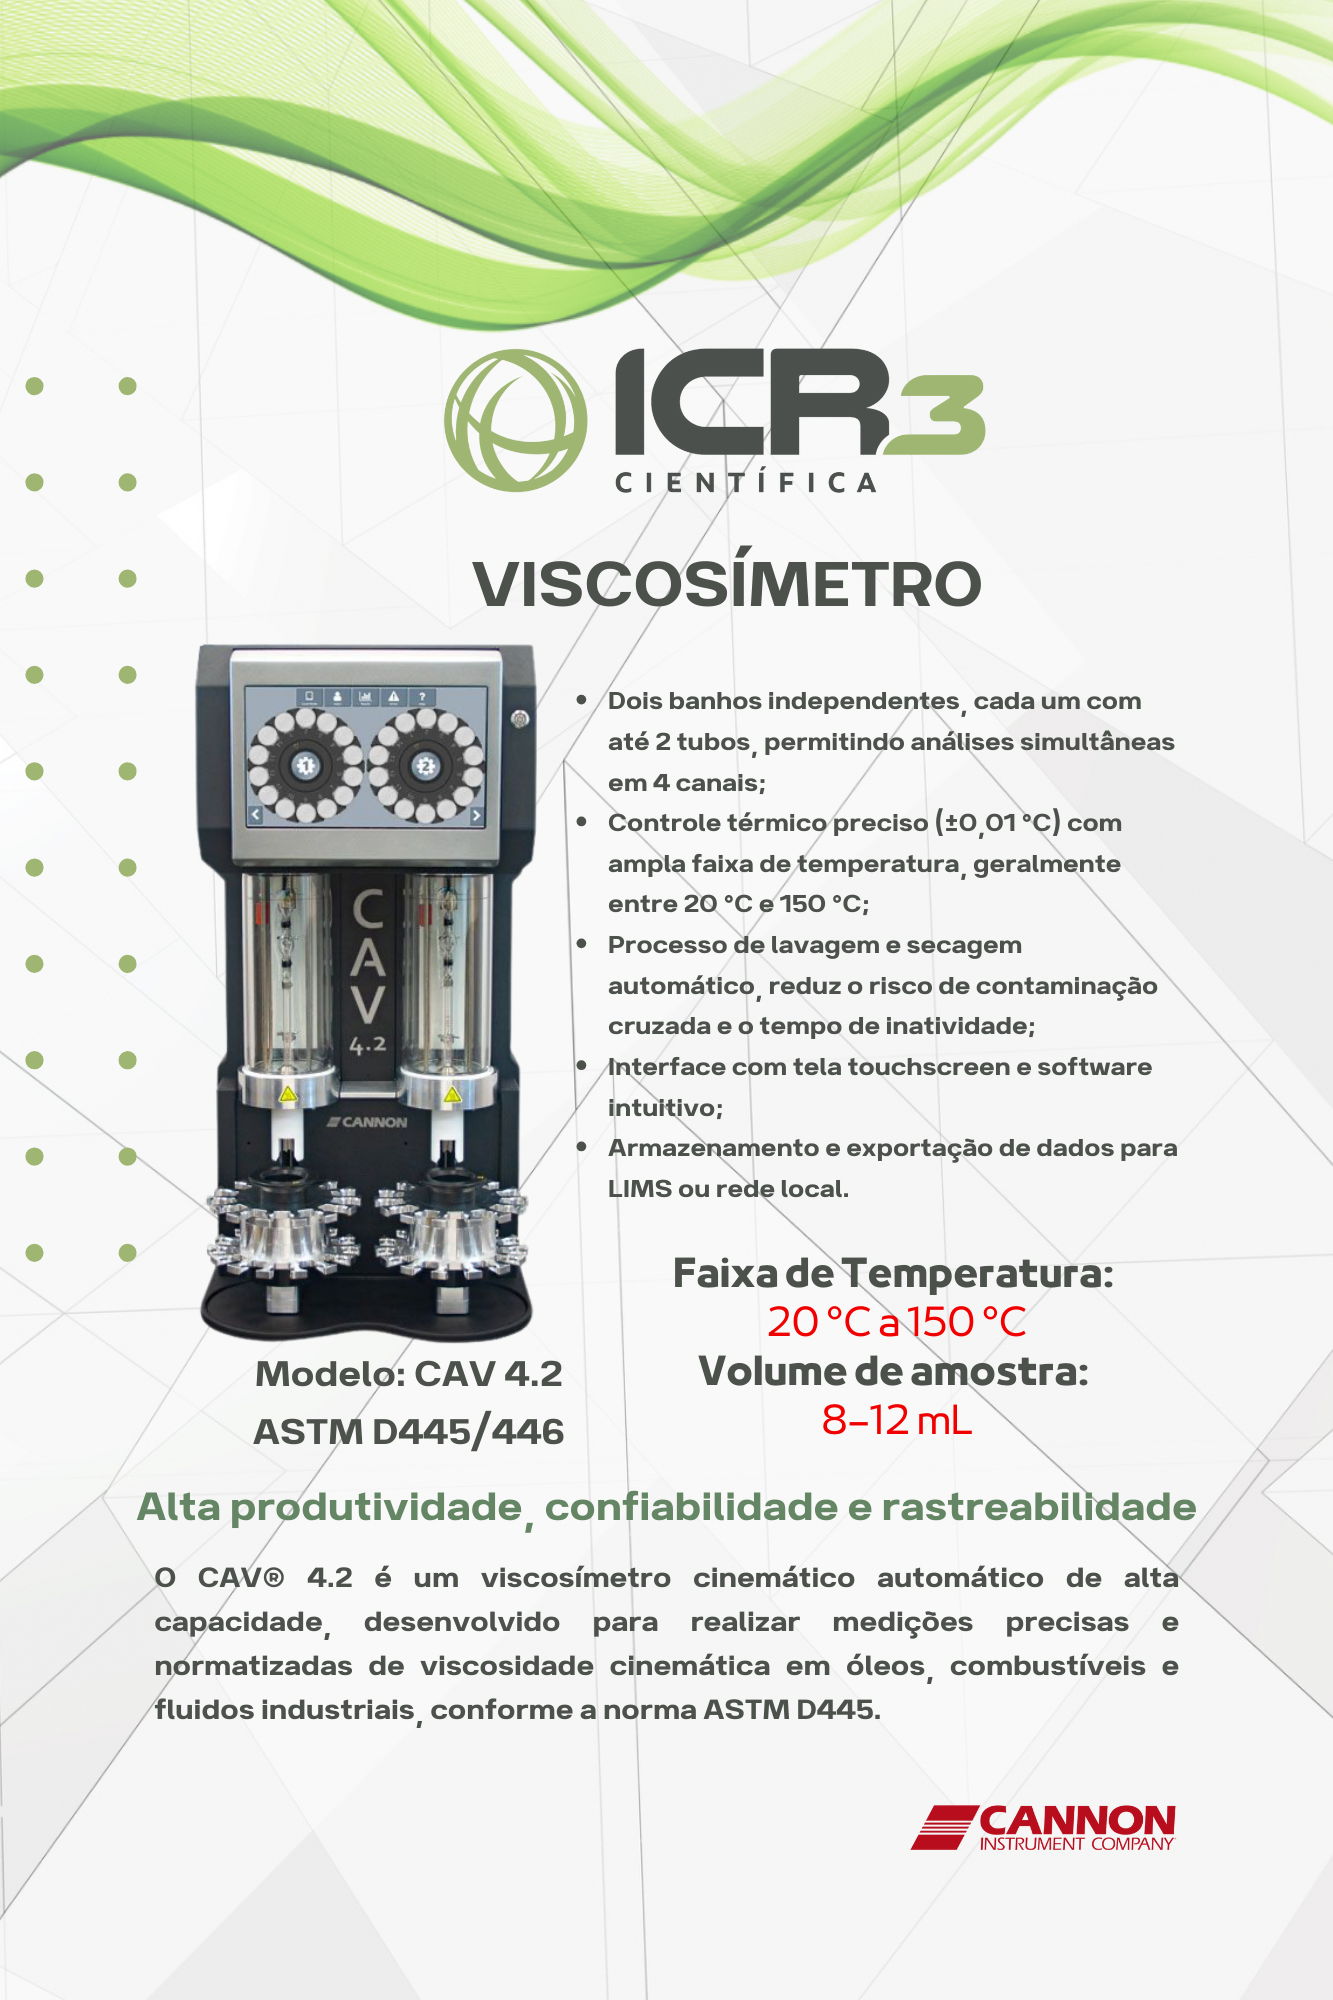 ICR3
CIENTÍFICA
VISCOSÍMETRO
1 2
C
A
V
4.2
CANNON
• Dois banhos independentes, cada um com
até 2 tubos, permitindo análises simultâneas
em 4 canais;
• Controle térmico preciso (±0,01 °C) com
ampla faixa de temperatura, geralmente
entre 20 °C e 150 °C;
• Processo de lavagem e secagem
automático, reduz o risco de contaminação
cruzada e o tempo de inatividade;
• Interface com tela touchscreen e software
intuitivo;
• Armazenamento e exportação de dados para
LIMS ou rede local.
Faixa de Temperatura:
20 °C a 150 °C
Volume de amostra:
8–12 mL
Modelo: CAV 4.2
ASTM D445/446
Alta produtividade, confiabilidade e rastreabilidade
O CAV® 4.2 é um viscosímetro cinemático automático de alta
capacidade, desenvolvido para realizar medições precisas e
normatizadas de viscosidade cinemática em óleos, combustíveis e
fluidos industriais, conforme a norma ASTM D445.
CANNON
INSTRUMENT COMPANY